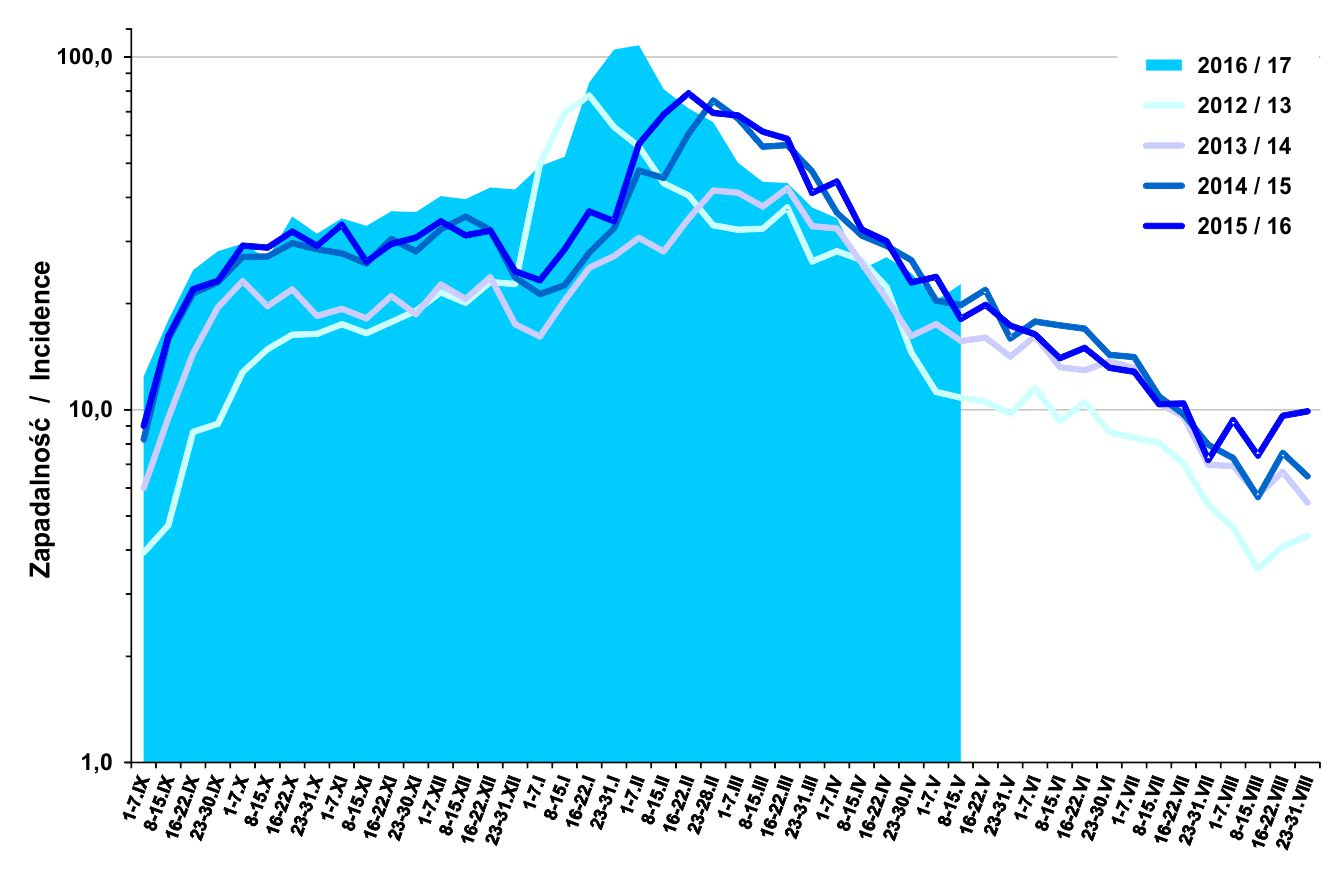 100,0
10,0
1,0
Zapadalność / Incidence
2016 / 17
2012 / 13
2013 / 14
2014 / 15
2015 / 16
1-7.IX
8-15.IX
16-22.IX
23-30.IX
1-7.X
8-15.X
16-22.X
23-31.X
1-7.XI
8-15.XI
16-22.XI
23-30.XI
1-7.XII
8-15.XII
16-22.XII
23-31.XII
1-7.I
8-15.I
16-22.I
23-31.I
1-7.II
8-15.II
16-22.II
23-28.II
1-7.III
8-15.III
16-22.III
23-31.III
1-7.IV
8-15.IV
16-22.IV
23-30.IV
1-7.V
8-15.V
16-22.V
23-31.V
1-7.VI
8-15.VI
16-22.VI
23-30.VI
1-7.VII
8-15.VII
16-22.VII
23-31.VII
1-7.VIII
8-15.VIII
16-22.VIII
23-31.VIII